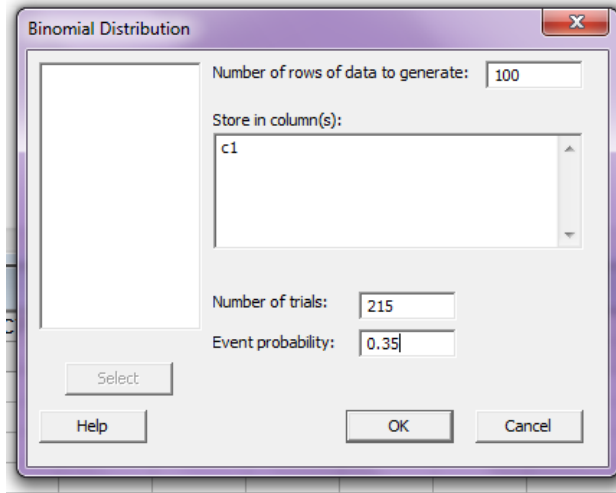 Binomial Distribution
Number of rows of data to generate: 100
Store in column(s):
c1
Number of trials: 215
Event probability: 0.35
C
Select
Help OK Cancel